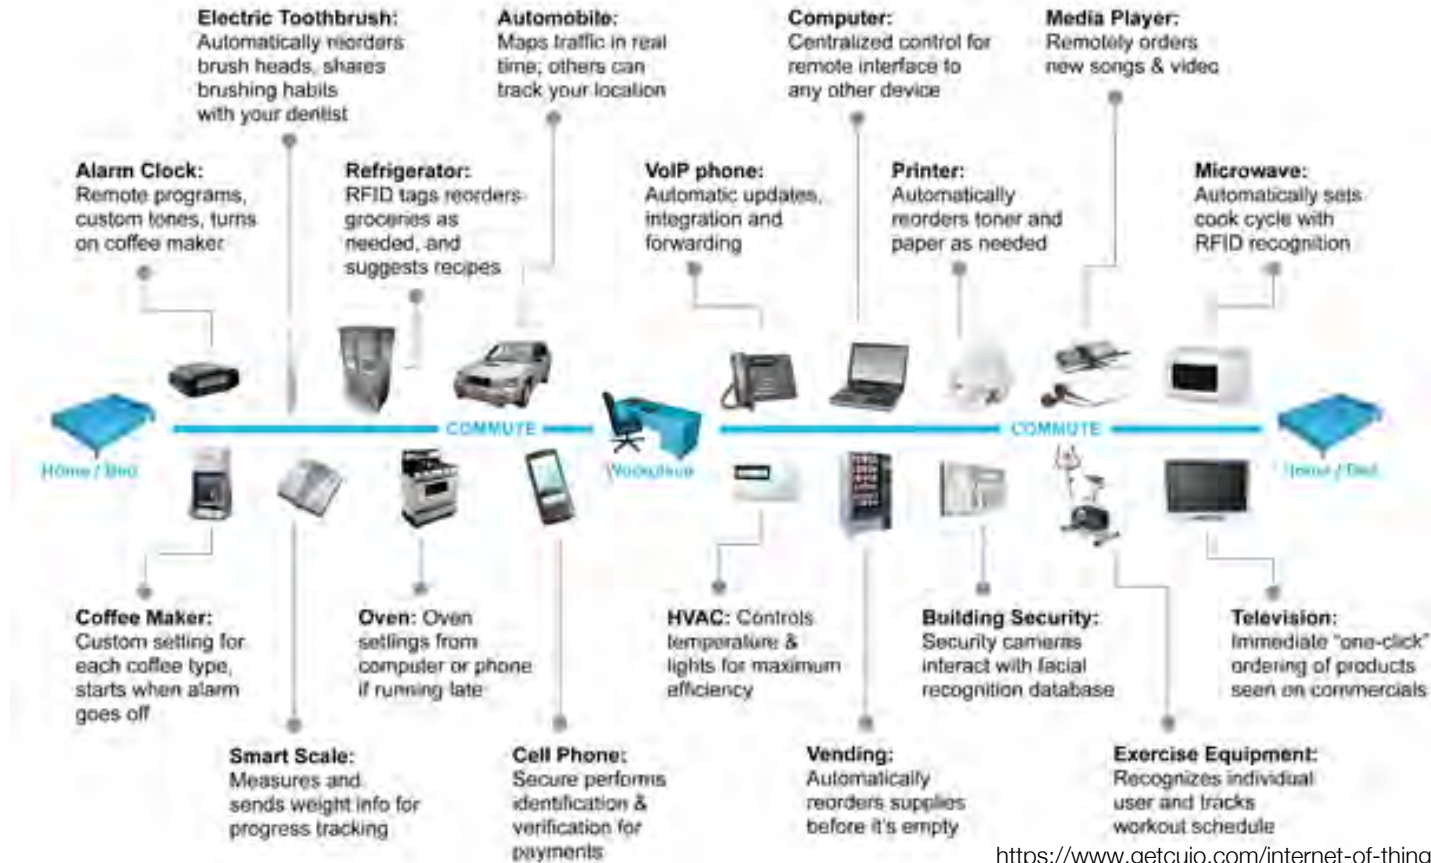 Electric Toothbrush:
Automatically reorders
brush heads, shares
brushing habits
with your dentist
Automobile:
Maps traffic in real
time; others can
track your location
Computer:
Centralized control for
remote interface to
any other device
Media Player:
Remotely orders
new songs & video
Alarm Clock:
Remote programs,
custom tones, turns
on coffee maker
Refrigerator:
RFID tags reorders
groceries as
needed, and
suggests recipes
VoIP phone:
Automatic updates,
integration and
forwarding
Printer:
Automatically
reorders toner and
paper as needed
Microwave:
Automatically sets
cook cycle with
RFID recognition
COMMUTE
COMMUTE
Home / Bed
Home / Bed
Coffee Maker:
Custom setting for
each coffee type,
starts when alarm
goes off
Oven: Oven
settings from
computer or phone
if running late
HVAC: Controls
temperature &
lights for maximum
efficiency
Building Security:
Security cameras
interact with facial
recognition database
Television:
Immediate "one-click"
ordering of products
seen on commercials
Smart Scale:
Measures and
sends weight info for
progress tracking
Cell Phone:
Secure performs
identification &
verification for
payments
Vending:
Automatically
reorders supplies
before it's empty
Exercise Equipment:
Recognizes individual
user and tracks
workout schedule
https://www.getcujo.com/internet-of-thing